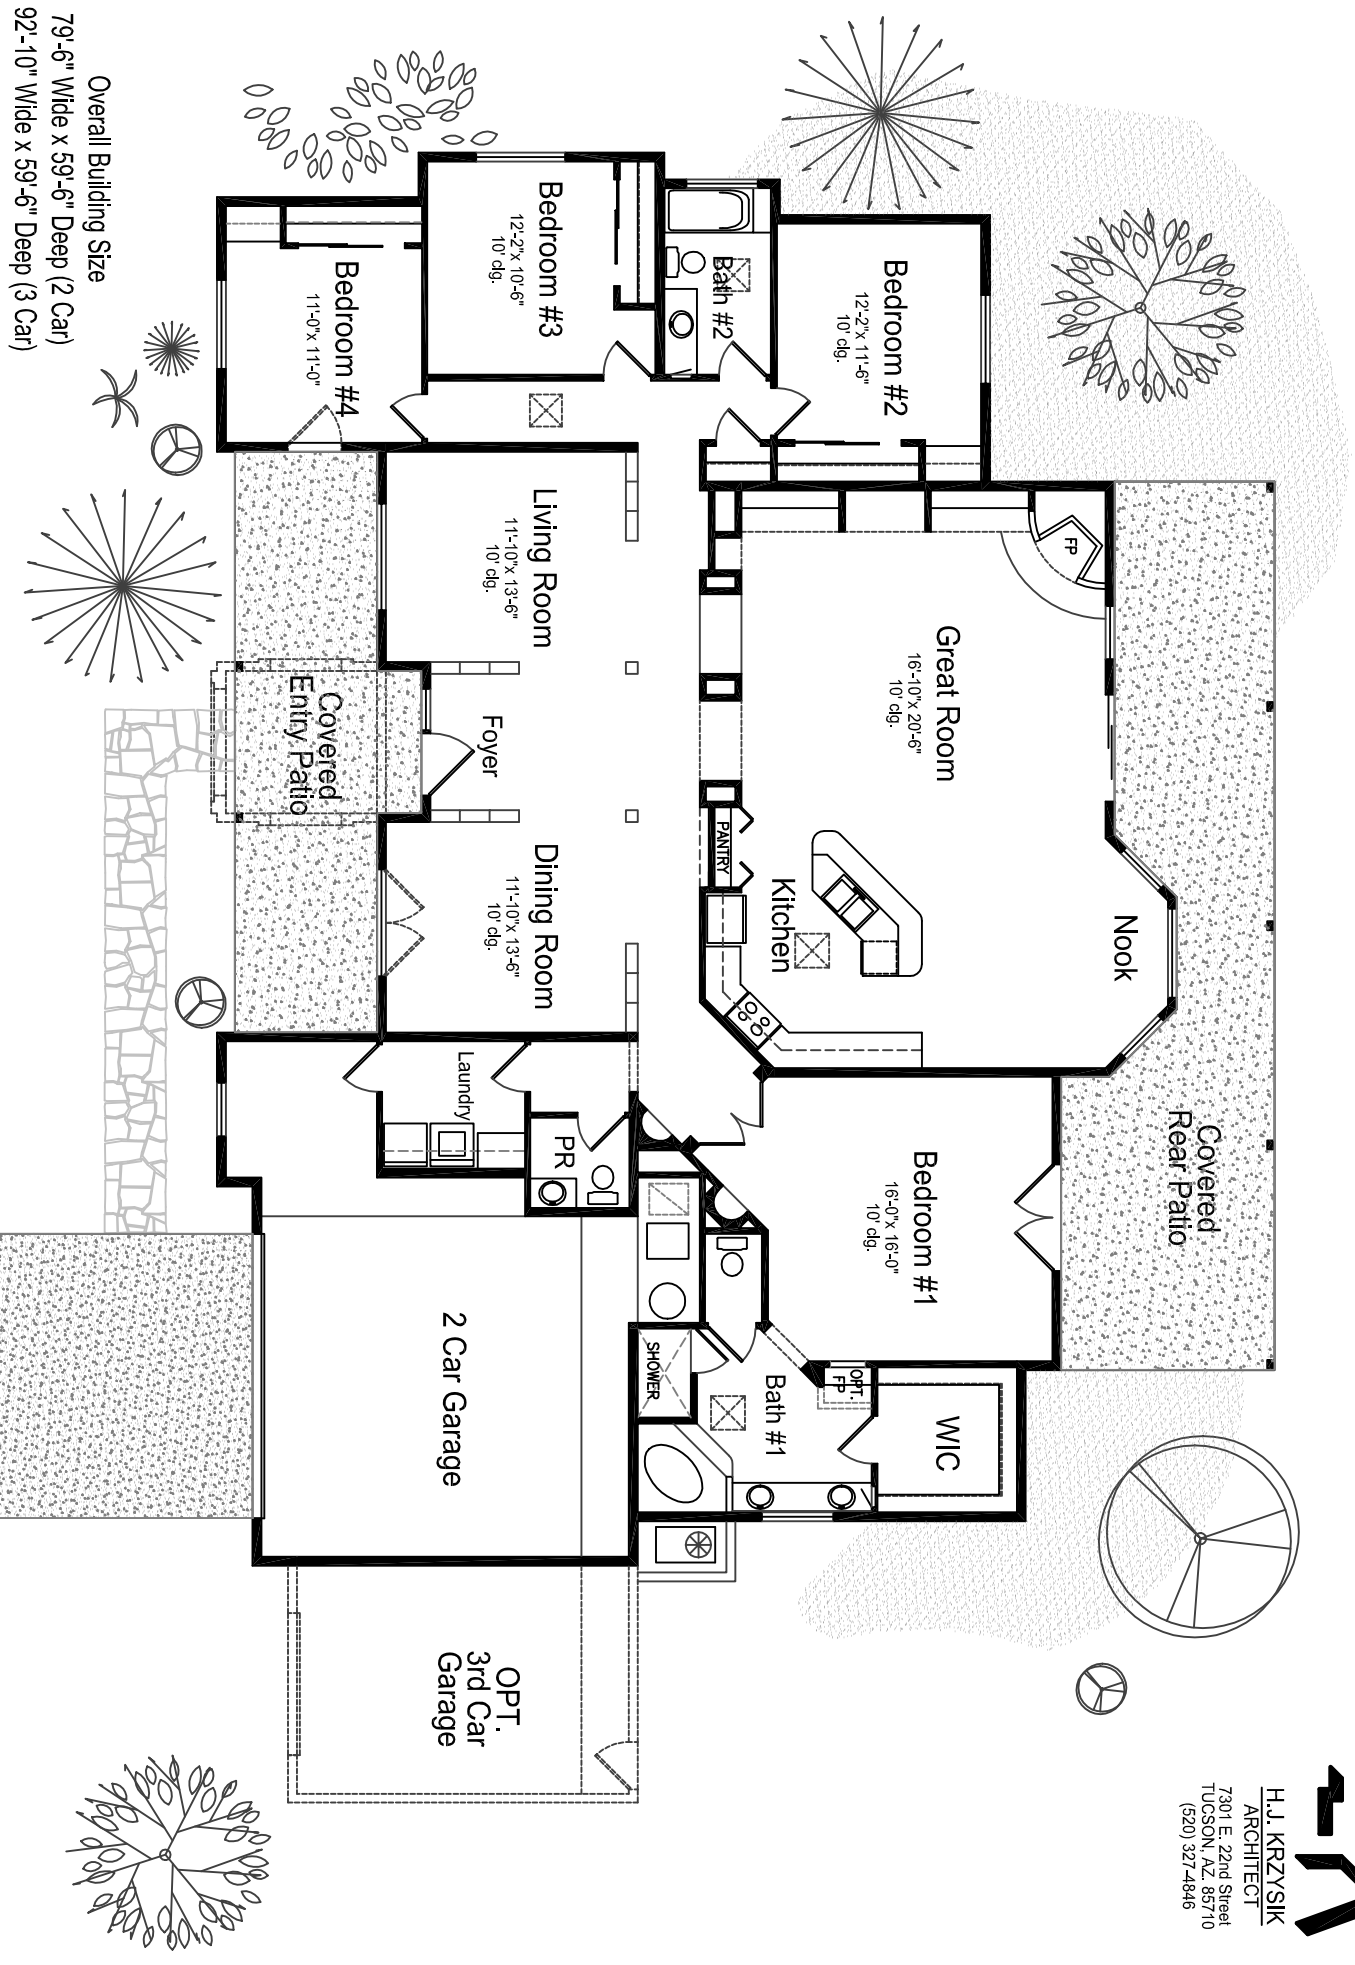 H.J. KRZYSIK
ARCHITECT
7301 E. 22nd Street
TUCSON, AZ. 85710
(520) 327-4846
Covered
Rear Patio
Nook
FP
Great Room
16'-10"x 20'-6"
10' clg.
Bedroom #1
16'-0"x 16'-0"
10' clg.
WIC
Bedroom #2
12'-2"x 11'-6"
10' clg.
OPT.
FP
Kitchen
Bath #1
Bath #2
PANTRY
SHOWER
Bedroom #3
12'-2"x 10'-6"
10' clg.
Living Room
11'-10"x 13'-6"
10' clg.
Foyer
Dining Room
11'-10"x 13'-6"
10' clg.
PR
Laundry
2 Car Garage
OPT.
3rd Car
Garage
Bedroom #4
11'-0"x 11'-0"
Covered
Entry Patio
Overall Building Size
79'-6" Wide x 59'-6" Deep (2 Car)
92'-10" Wide x 59'-6" Deep (3 Car)